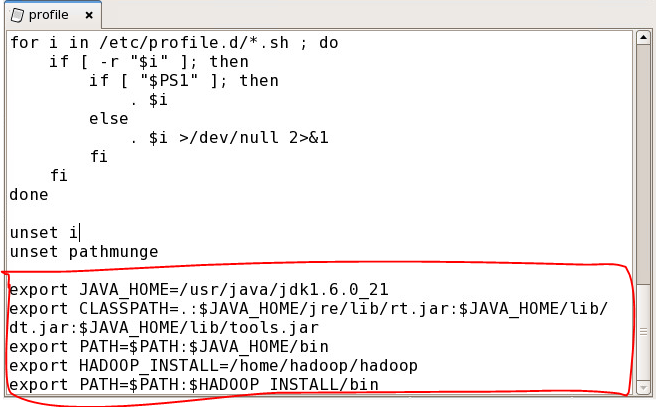 profile
for i in /etc/profile.d/*.sh ; do
    if [ -r "$i" ]; then
        if [ "$PS1" ]; then
            . $i
        else
            . $i >/dev/null 2>&1
        fi
    fi
done

unset i
unset pathmunge

export JAVA_HOME=/usr/java/jdk1.6.0_21
export CLASSPATH=.:$JAVA_HOME/jre/lib/rt.jar:$JAVA_HOME/lib/
dt.jar:$JAVA_HOME/lib/tools.jar
export PATH=$PATH:$JAVA_HOME/bin
export HADOOP_INSTALL=/home/hadoop/hadoop
export PATH=$PATH:$HADOOP_INSTALL/bin